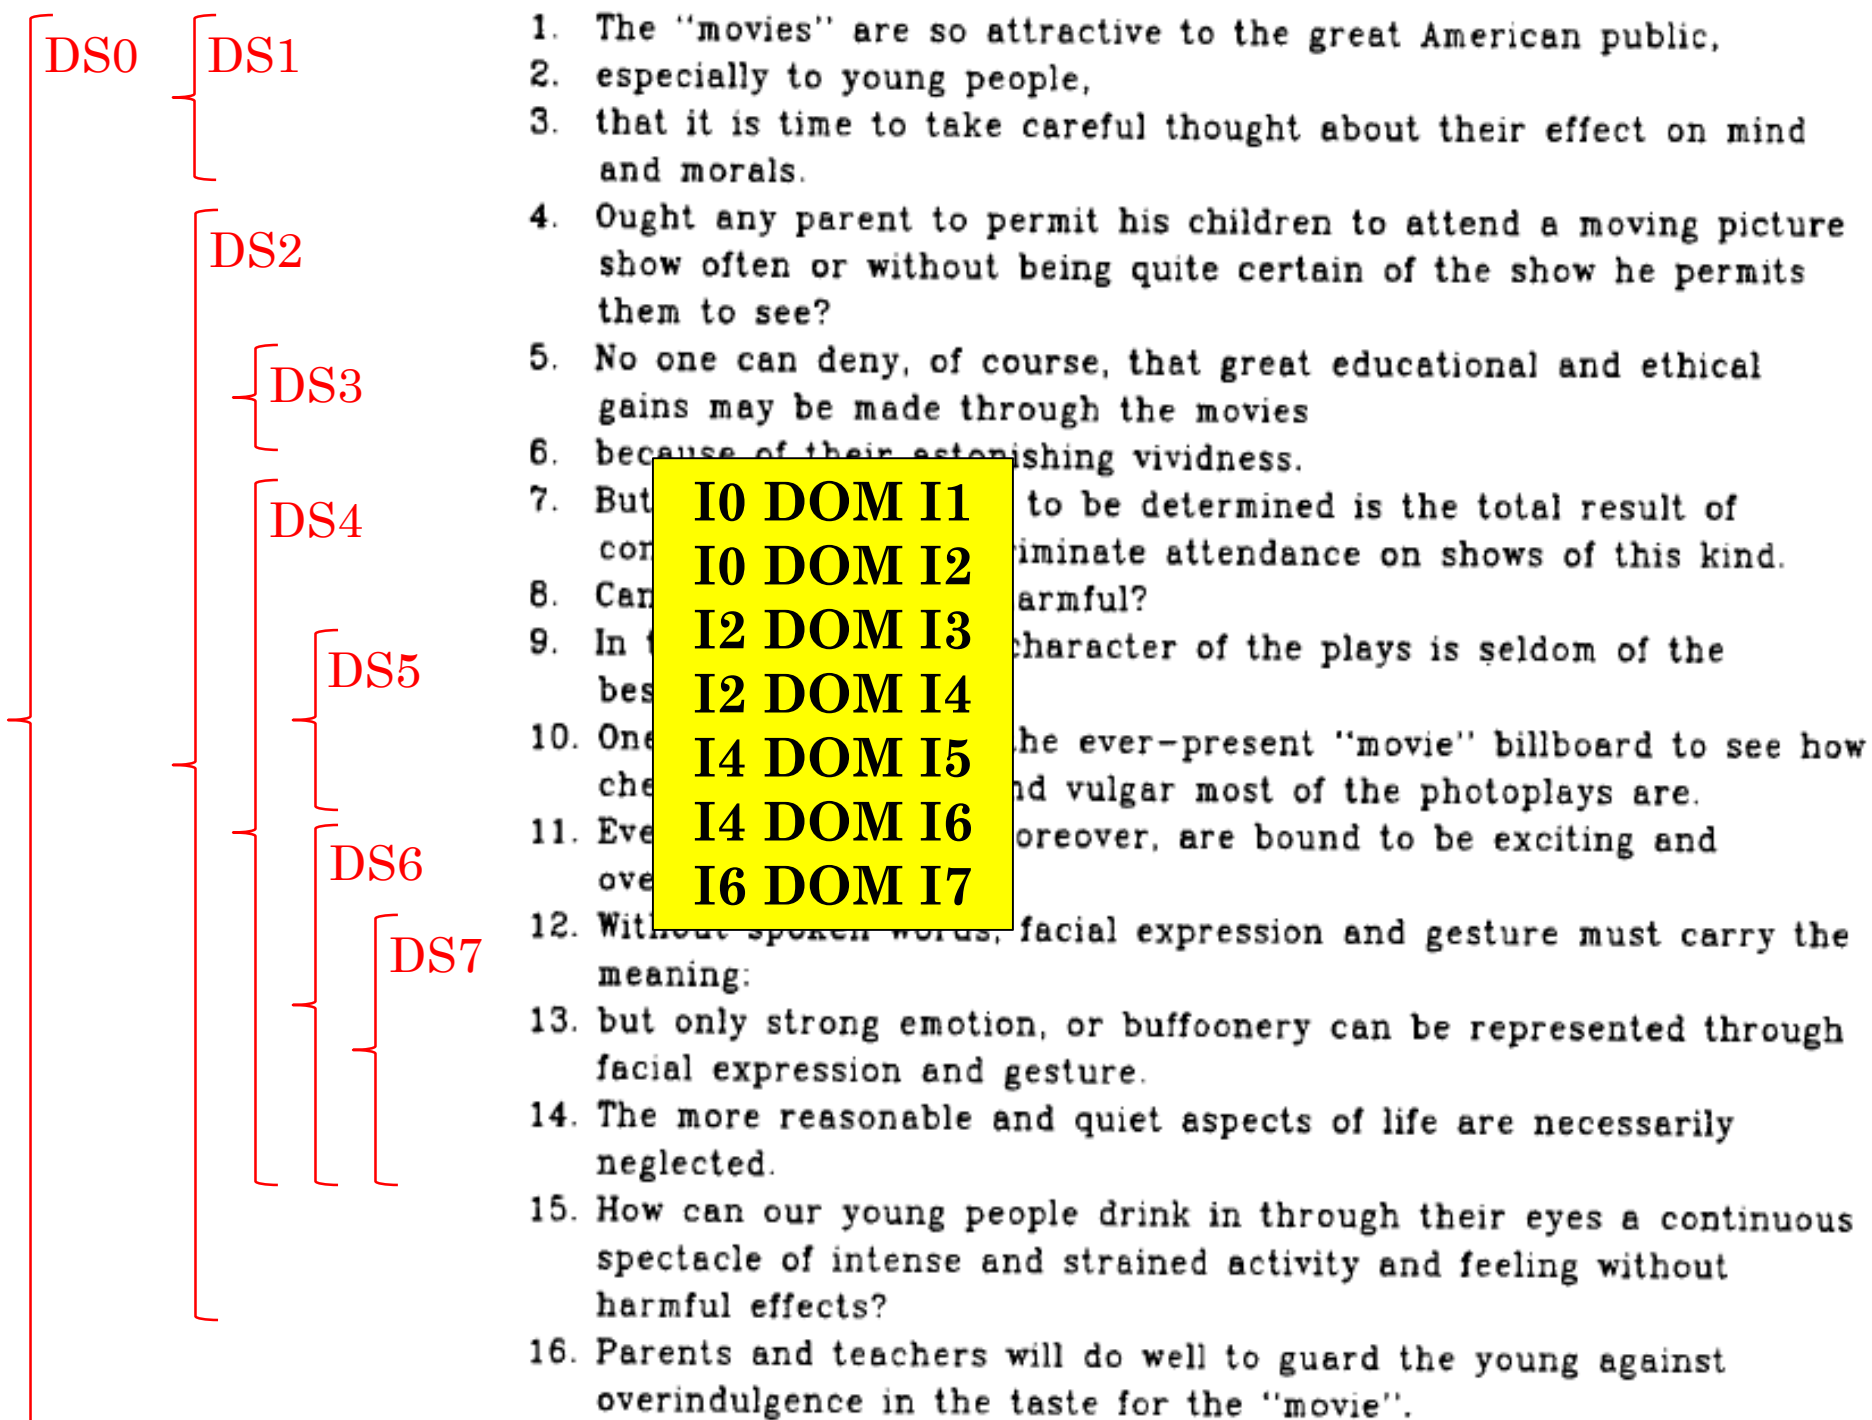 DS0
DS1
DS2
DS3
DS4
DS5
DS6
DS7
1. The "movies" are so attractive to the great American public,
2. especially to young people,
3. that it is time to take careful thought about their effect on mind
and morals.
4. Ought any parent to permit his children to attend a moving picture
show often or without being quite certain of the show he permits
them to see?
5. No one can deny, of course, that great educational and ethical
gains may be made through the movies
6. because of their astonishing vividness.
7. But to be determined is the total result of
attendance on shows of this kind.
8.
9. In character of the plays is seldom of the
10. ever-present "movie" billboard to see how
vulgar most of the photoplays are.
11. are bound to be exciting and
12. Without spoken words, facial expression and gesture must carry the
meaning:
13. but only strong emotion, or buffoonery can be represented through
facial expression and gesture.
14. The more reasonable and quiet aspects of life are necessarily
neglected.
15. How can our young people drink in through their eyes a continuous
spectacle of intense and strained activity and feeling without
harmful effects?
16. Parents and teachers will do well to guard the young against
overindulgence in the taste for the "movie".
I0 DOM I1
I0 DOM I2
I2 DOM I3
I2 DOM I4
I4 DOM I5
I4 DOM I6
I6 DOM I7